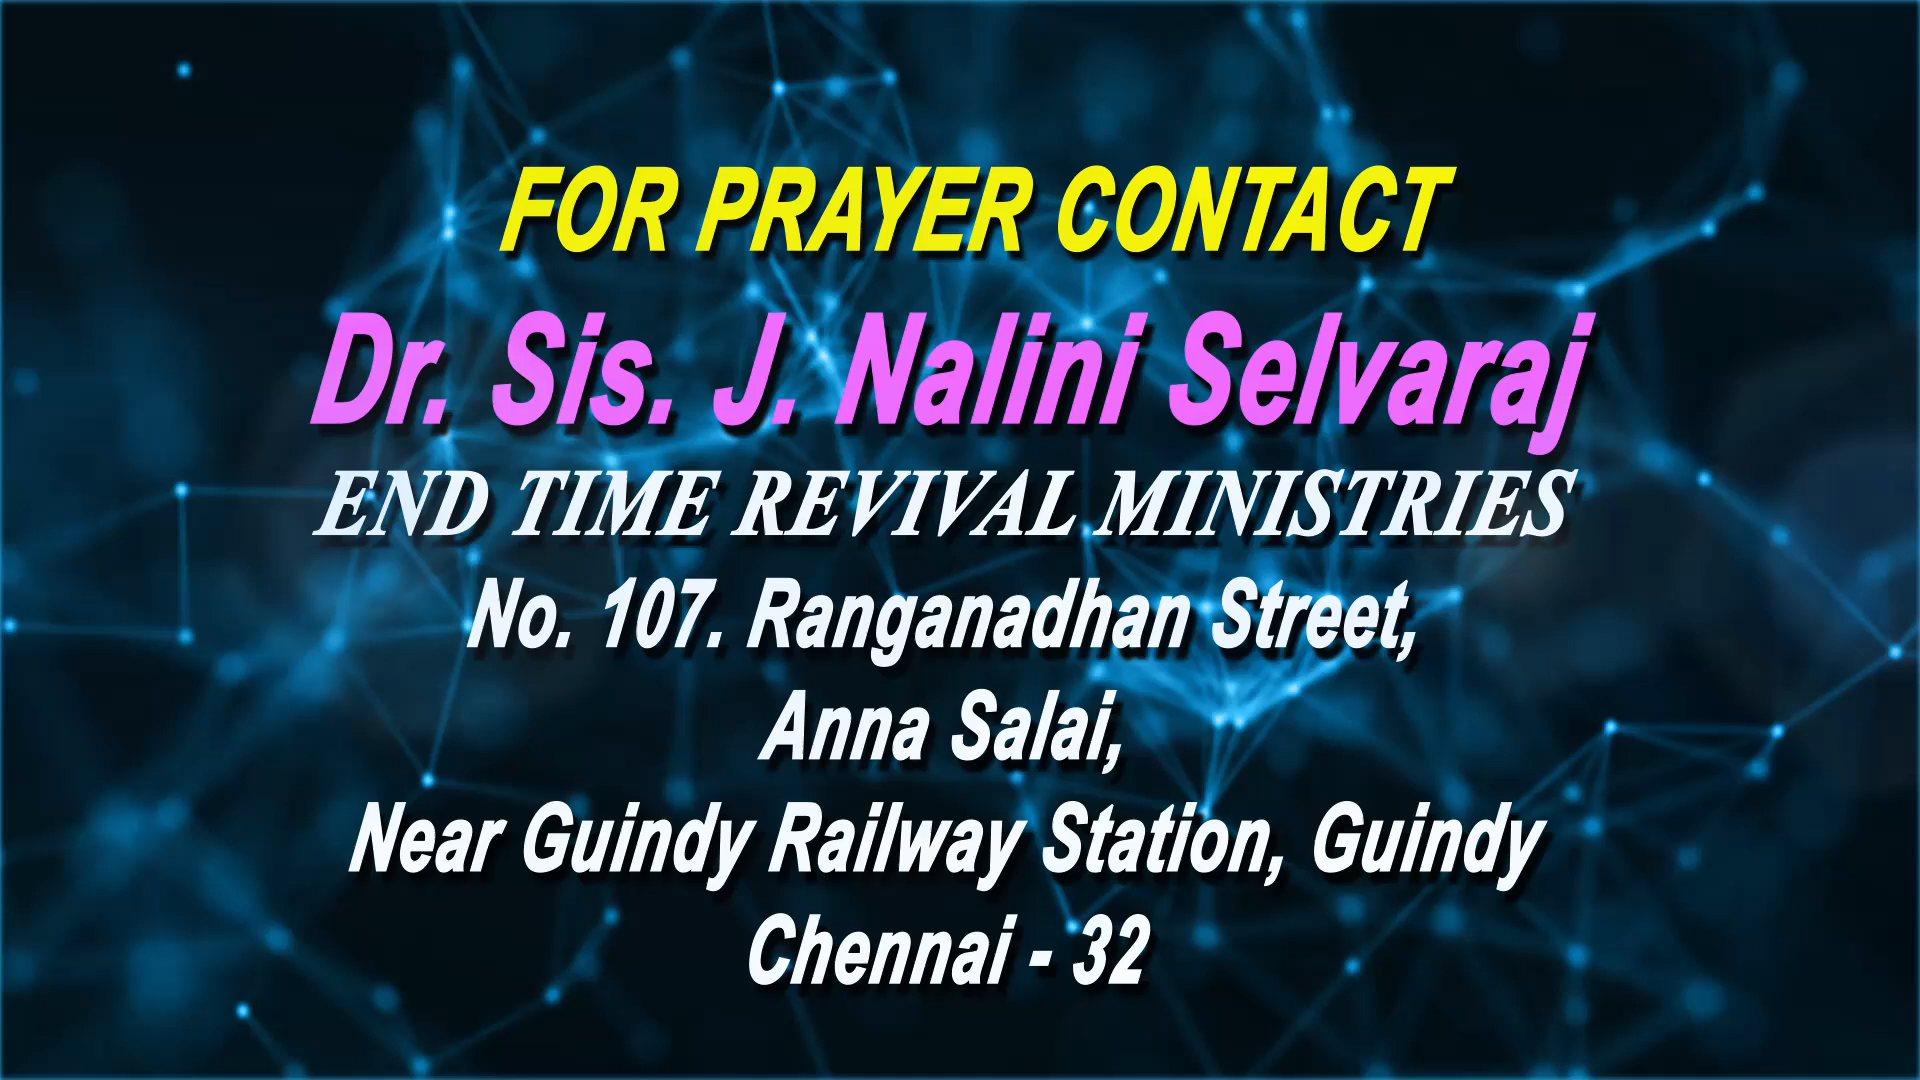 FOR PRAYER CONTACT
Dr. Sis. J. Nalini Selvaraj
END TIME REVIVAL MINISTRIES
No. 107. Ranganadhan Street,
Anna Salai,
Near Guindy Railway Station, Guindy
Chennai - 32